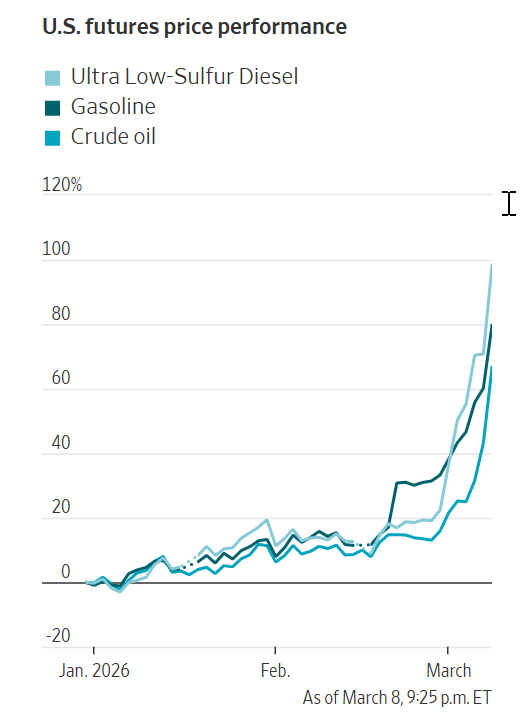 U.S. futures price performance
Ultra Low-Sulfur Diesel
Gasoline
Crude oil
120%
100
80
60
40
20
0
-20
Jan. 2026 Feb. March
As of March 8, 9:25 p.m. ET